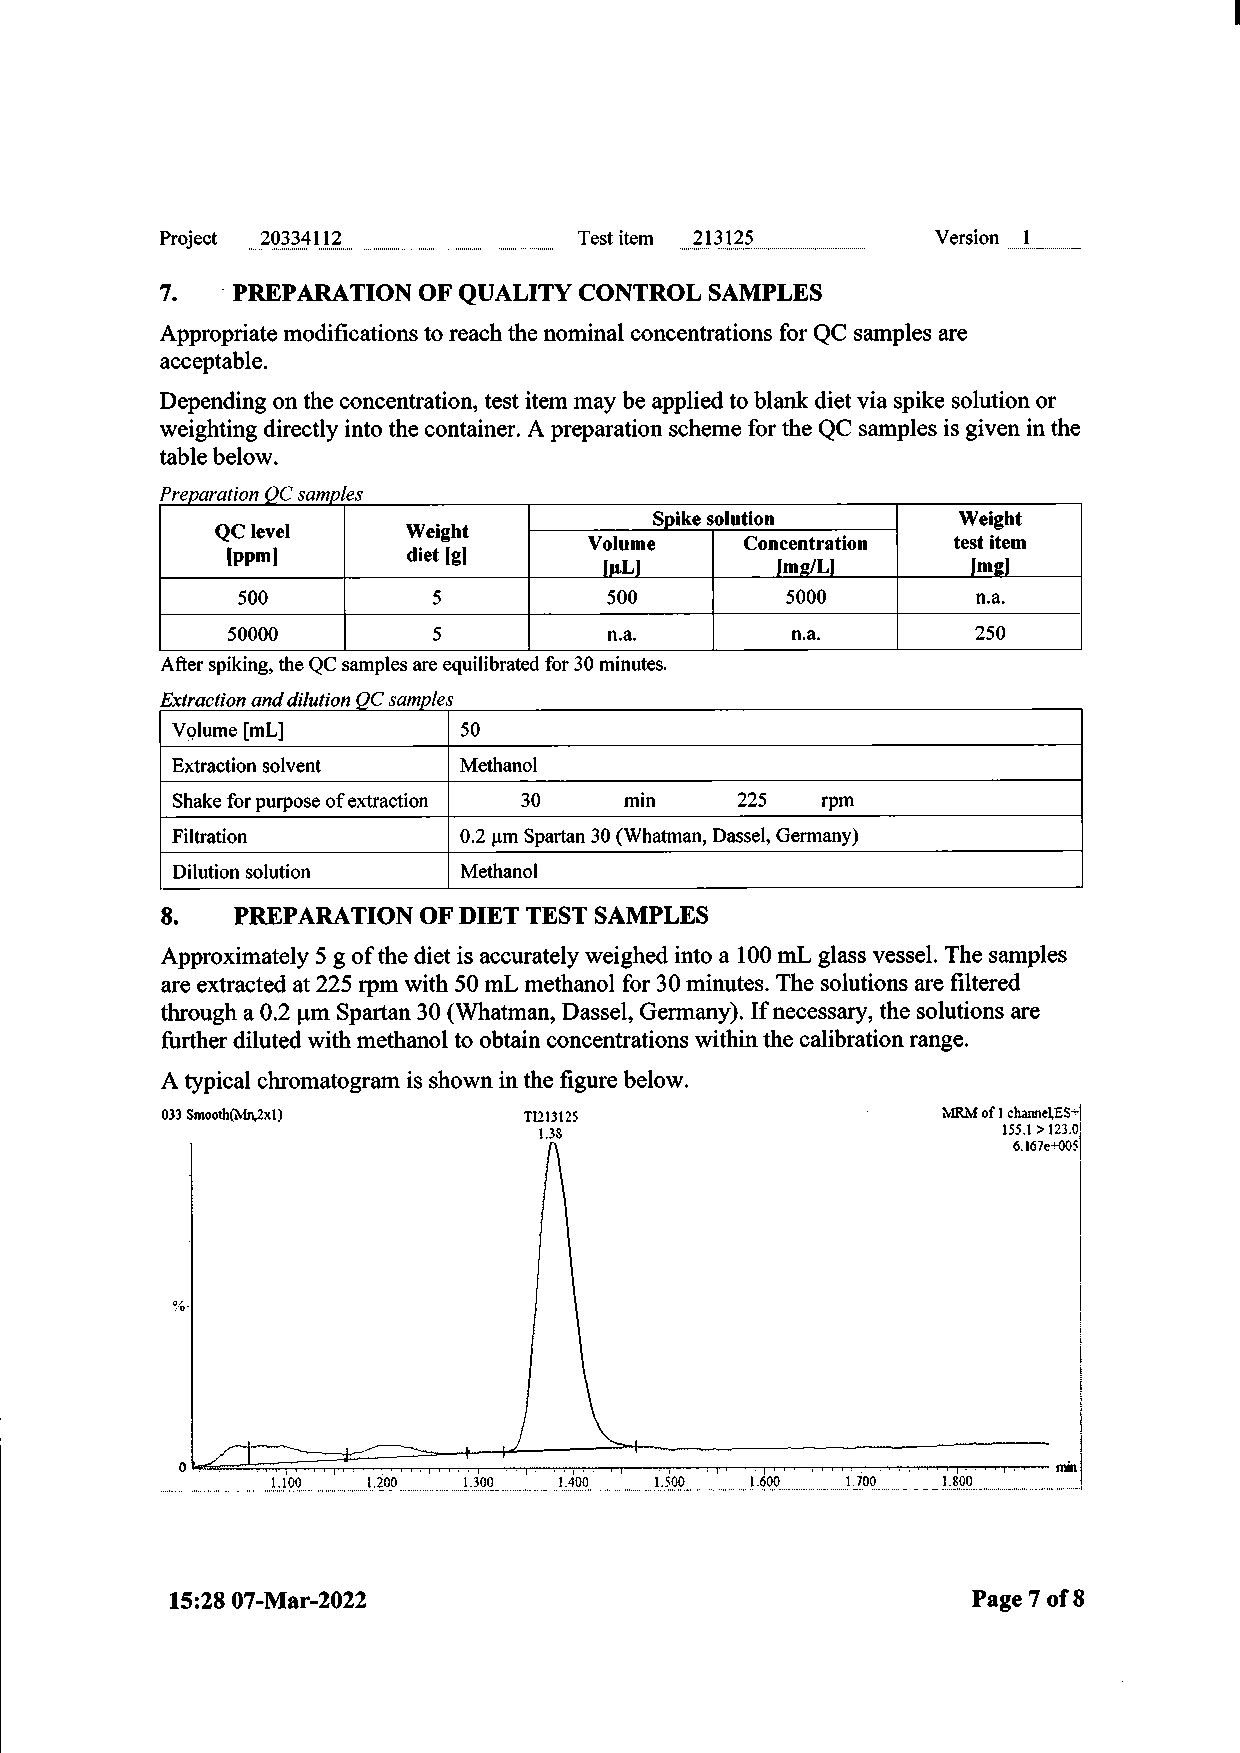 Project 20334112 Test item 213125 Version 1
7. PREPARATION OF QUALITY CONTROL SAMPLES
Appropriate modifications to reach the nominal concentrations for QC samples are
acceptable.
Depending on the concentration, test item may be applied to blank diet via spike solution or
weighting directly into the container. A preparation scheme for the QC samples is given in the
table below.
Preparation QC samples
QC level [ppm] Weight diet [g] Spike solution Weight test item [mg]
Volume [µL] Concentration [mg/L]
500 5 500 5000 n.a.
50000 5 n.a. n.a. 250
After spiking, the QC samples are equilibrated for 30 minutes.
Extraction and dilution QC samples
Volume [mL] 50
Extraction solvent Methanol
Shake for purpose of extraction 30 min 225 rpm
Filtration 0.2 µm Spartan 30 (Whatman, Dassel, Germany)
Dilution solution Methanol
8. PREPARATION OF DIET TEST SAMPLES
Approximately 5 g of the diet is accurately weighed into a 100 mL glass vessel. The samples
are extracted at 225 rpm with 50 mL methanol for 30 minutes. The solutions are filtered
through a 0.2 µm Spartan 30 (Whatman, Dassel, Germany). If necessary, the solutions are
further diluted with methanol to obtain concentrations within the calibration range.
A typical chromatogram is shown in the figure below.
033 Smooth(Mn,2x1) TI213125 MRM of 1 channel,ES+
1.38 155.1 > 123.0
6.167e+005
%
0 min
1.100 1.200 1.300 1.400 1.500 1.600 1.700 1.800
15:28 07-Mar-2022 Page 7 of 8